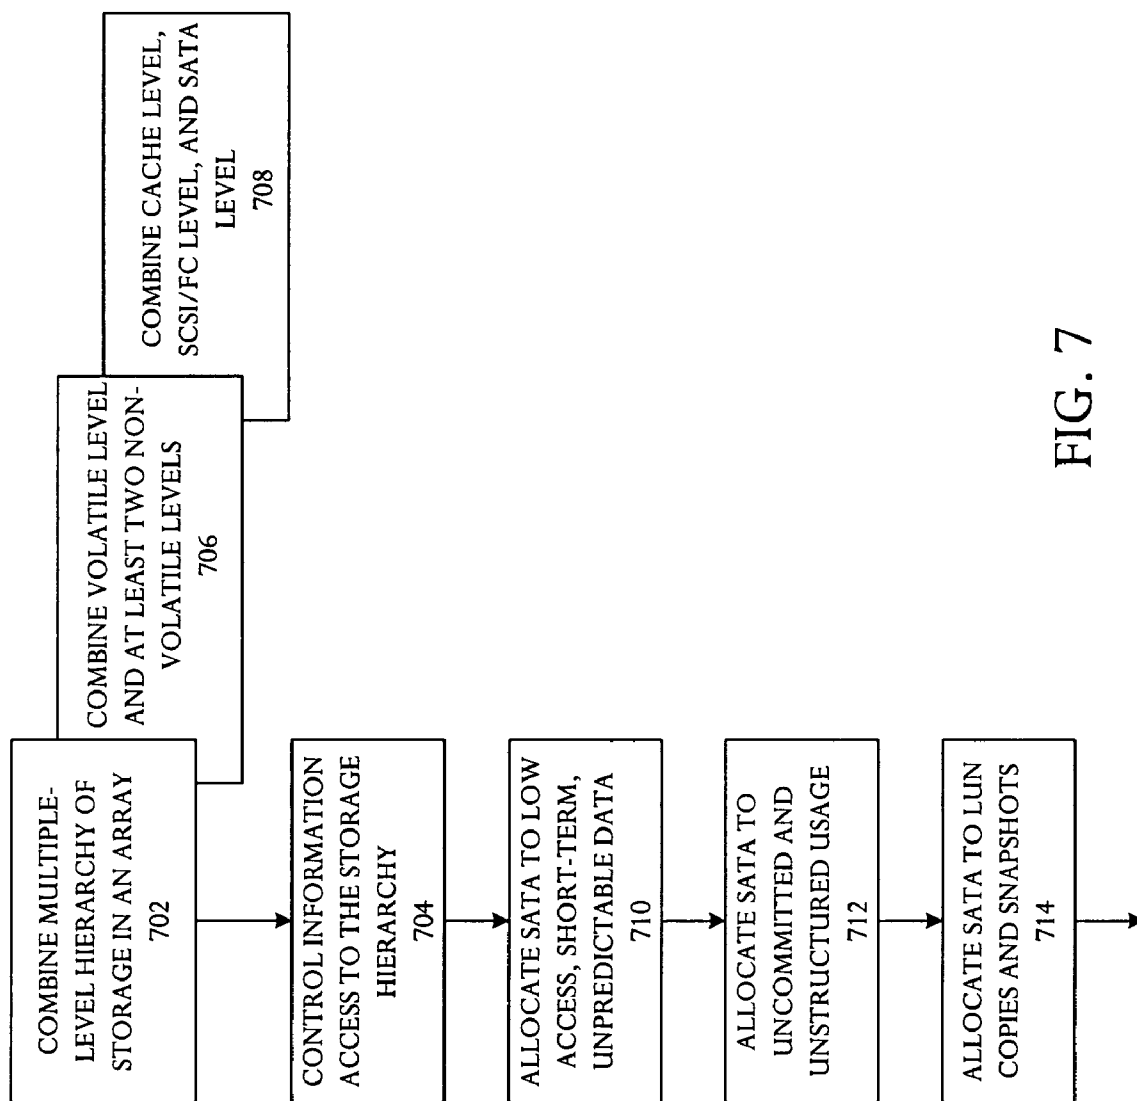 COMBINE MULTIPLE-
LEVEL HIERARCHY OF
STORAGE IN AN ARRAY
702
COMBINE VOLATILE LEVEL
AND AT LEAST TWO NON-
VOLATILE LEVELS
706
COMBINE CACHE LEVEL,
SCSI/FC LEVEL, AND SATA
LEVEL
708
CONTROL INFORMATION
ACCESS TO THE STORAGE
HIERARCHY
704
ALLOCATE SATA TO LOW
ACCESS, SHORT-TERM,
UNPREDICTABLE DATA
710
ALLOCATE SATA TO
UNCOMMITTED AND
UNSTRUCTURED USAGE
712
ALLOCATE SATA TO LUN
COPIES AND SNAPSHOTS
714
FIG. 7